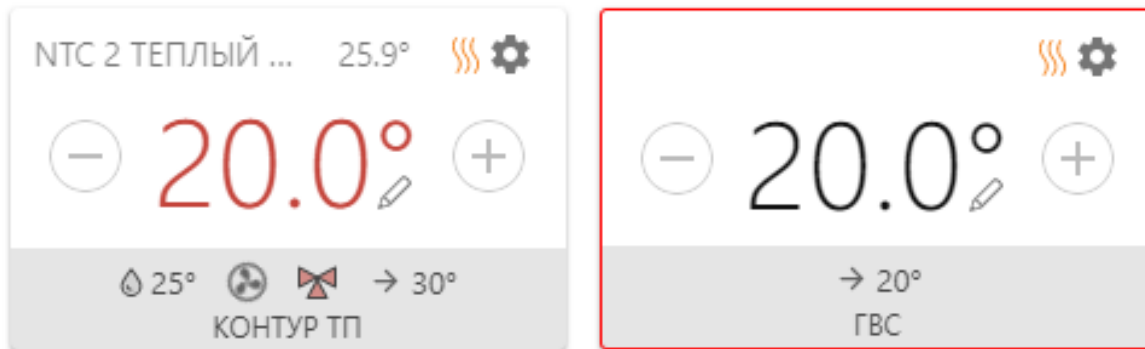 NTC 2 ТЕПЛЫЙ ... 25.9°
20.0°
25° → 30°
КОНТУР ТП
20.0°
→ 20°
ГВС